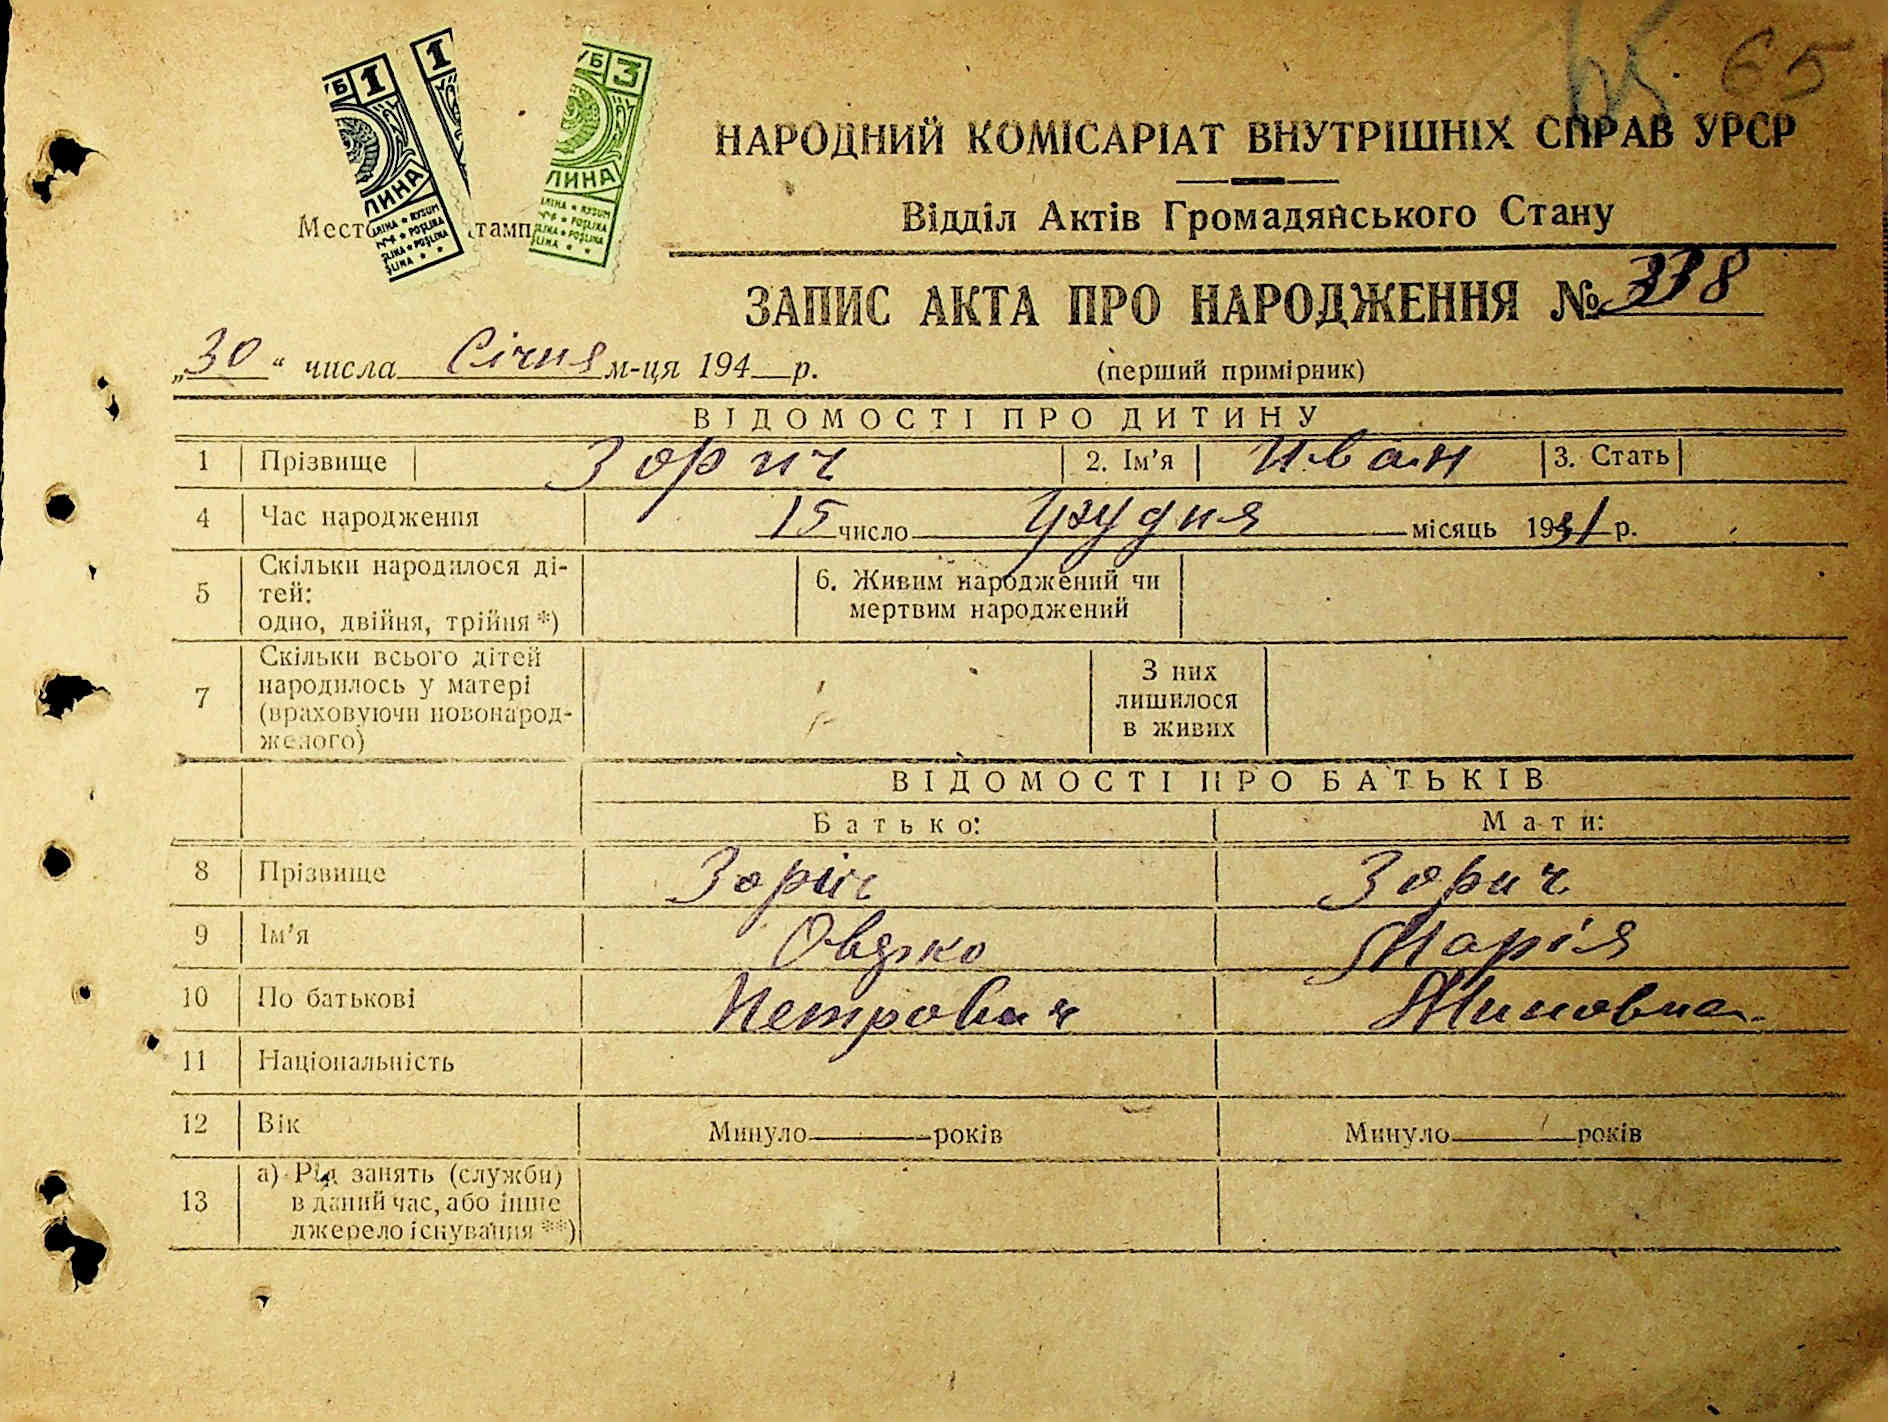 65
НАРОДНИЙ КОМІСАРІАТ ВНУТРІШНІХ СПРАВ УРСР
Відділ Актів Громадянського Стану
ЗАПИС АКТА ПРО НАРОДЖЕННЯ № 338
„30“ числа Січня м-ця 194 р.
(перший примірник)
ВІДОМОСТІ ПРО ДИТИНУ
1 Прізвище Зорич 2. Ім'я Иван 3. Стать
4 Час народження 15 число Грудня місяць 1931 р.
5 Скільки народилося ді-
тей:
одно, двійня, трійня *)
6. Живим народжений чи
мертвим народжений
7 Скільки всього дітей
народилось у матері
(враховуючи новонарод-
женого)
З них
лишилося
в живих
ВІДОМОСТІ ПРО БАТЬКІВ
Батько: Мати:
8 Прізвище Зоріч Зорич
9 Ім'я Марія
10 По батькові Петрович
11 Національність
12 Вік Минуло років Минуло років
13 а) Рід занять (служби)
в даний час, або інше
джерело існування **)